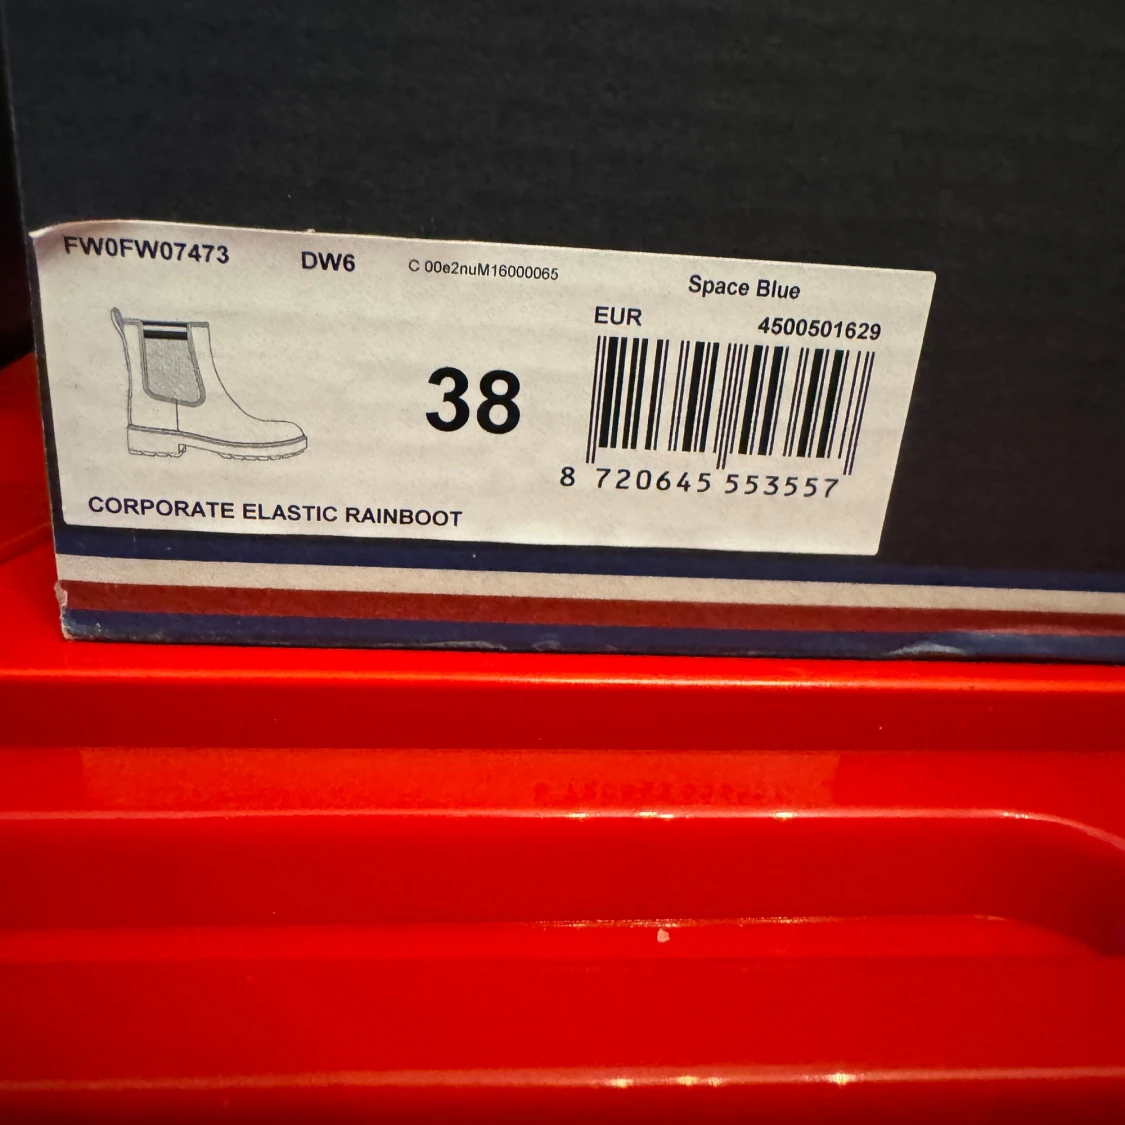 FW0FW07473 DW6 C 00e2nuM16000065
Space Blue
EUR 4500501629
38
8 720645 553557
CORPORATE ELASTIC RAINBOOT